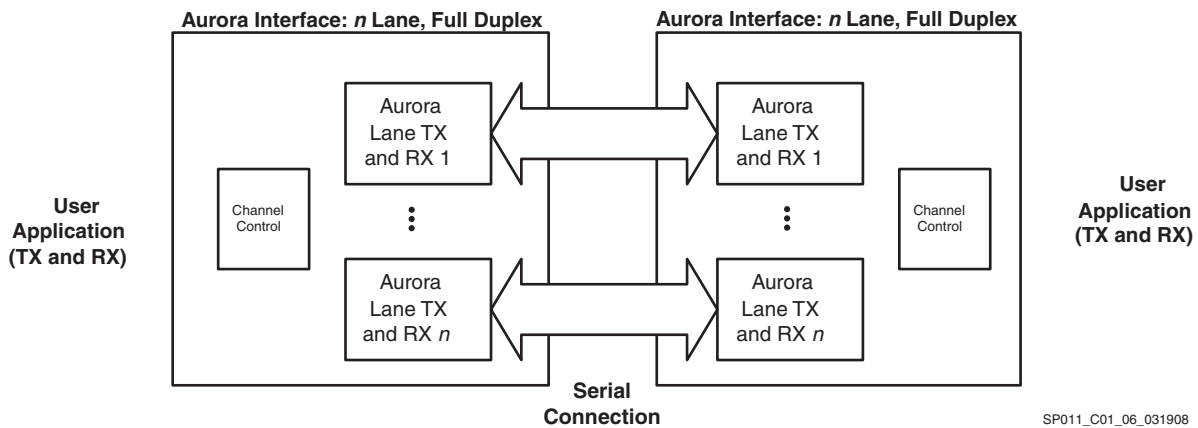 Aurora Interface: n Lane, Full Duplex
Aurora Interface: n Lane, Full Duplex
User
Application
(TX and RX)
Channel
Control
Aurora
Lane TX
and RX 1
Aurora
Lane TX
and RX n
Aurora
Lane TX
and RX 1
Aurora
Lane TX
and RX n
Channel
Control
User
Application
(TX and RX)
Serial
Connection
SP011_C01_06_031908